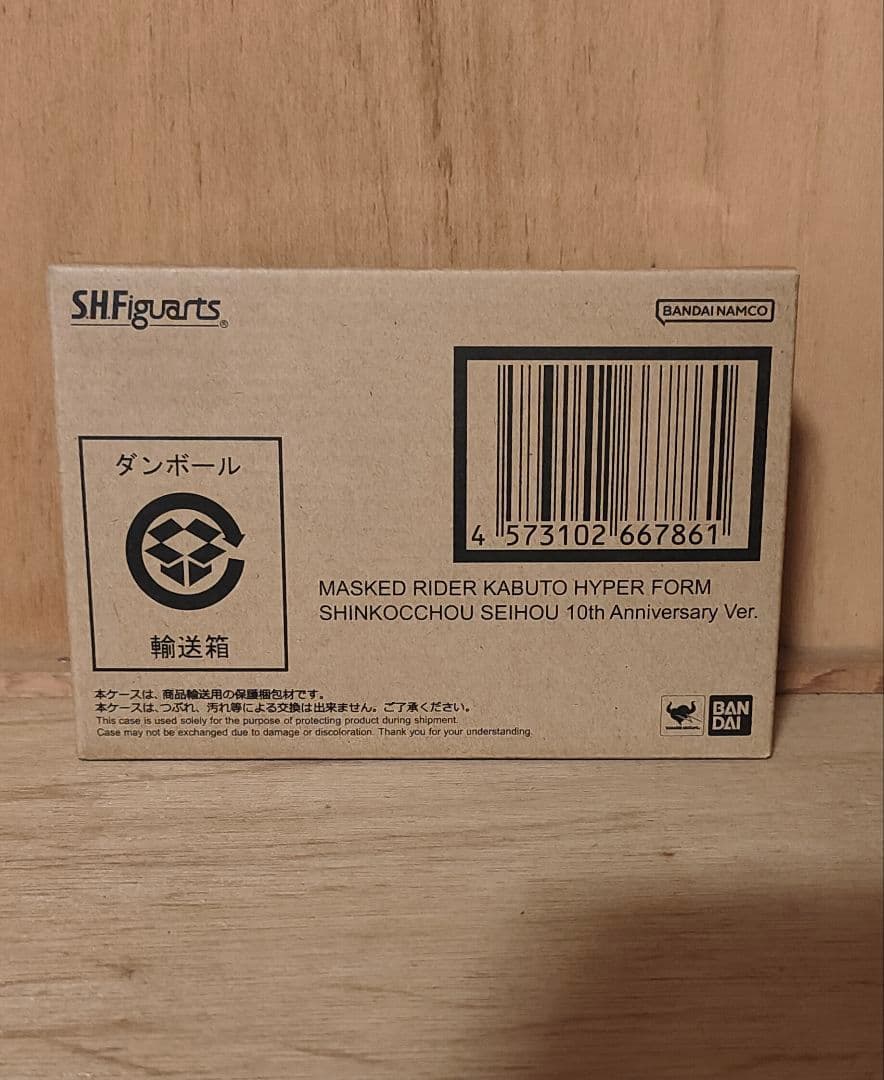 S.H.Figuarts®
BANDAI NAMCO
4 573102 667861
ダンボール
輸送箱
MASKED RIDER KABUTO HYPER FORM
SHINKOCCHOU SEIHOU 10th Anniversary Ver.
本ケースは、商品輸送用の保護梱包材です。
本ケースは、つぶれ、汚れ等による交換は出来ません。ご了承ください。
This case is used solely for the purpose of protecting product during shipment.
Case may not be exchanged due to damage or discoloration. Thank you for your understanding.
BAN
DAI